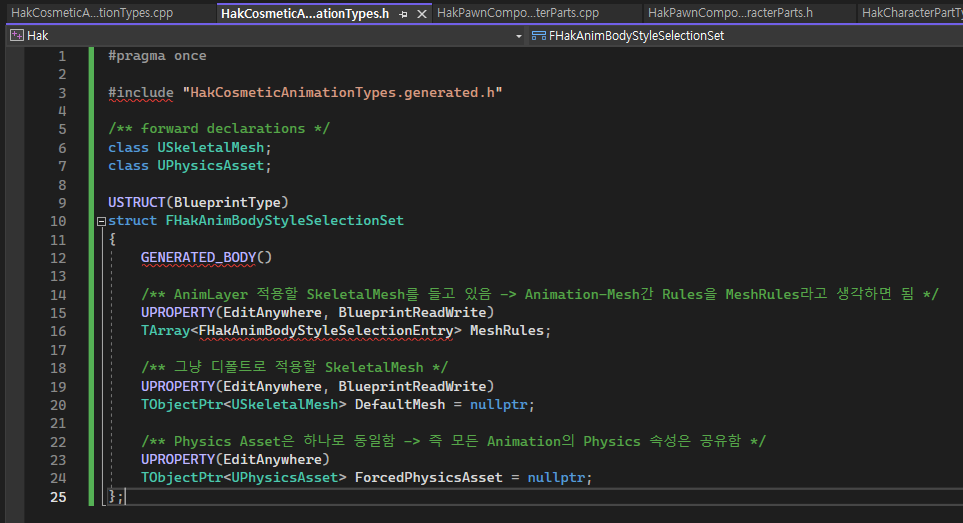 HakCosmeticA...ationTypes.cpp
HakCosmeticA...ationTypes.h
HakPawnCompo...terParts.cpp
HakPawnCompo...racterParts.h
HakCharacterPartTy
Hak
FHakAnimBodyStyleSelectionSet
1 #pragma once
2
3 #include "HakCosmeticAnimationTypes.generated.h"
4
5 /** forward declarations */
6 class USkeletalMesh;
7 class UPhysicsAsset;
8
9 USTRUCT(BlueprintType)
10 struct FHakAnimBodyStyleSelectionSet
11 {
12 GENERATED_BODY()
13
14 /** AnimLayer 적용할 SkeletalMesh를 들고 있음 -> Animation-Mesh간 Rules을 MeshRules라고 생각하면 됨 */
15 UPROPERTY(EditAnywhere, BlueprintReadWrite)
16 TArray<FHakAnimBodyStyleSelectionEntry> MeshRules;
17
18 /** 그냥 디폴트로 적용할 SkeletalMesh */
19 UPROPERTY(EditAnywhere, BlueprintReadWrite)
20 TObjectPtr<USkeletalMesh> DefaultMesh = nullptr;
21
22 /** Physics Asset은 하나로 동일함 -> 즉 모든 Animation의 Physics 속성은 공유함 */
23 UPROPERTY(EditAnywhere)
24 TObjectPtr<UPhysicsAsset> ForcedPhysicsAsset = nullptr;
25 };